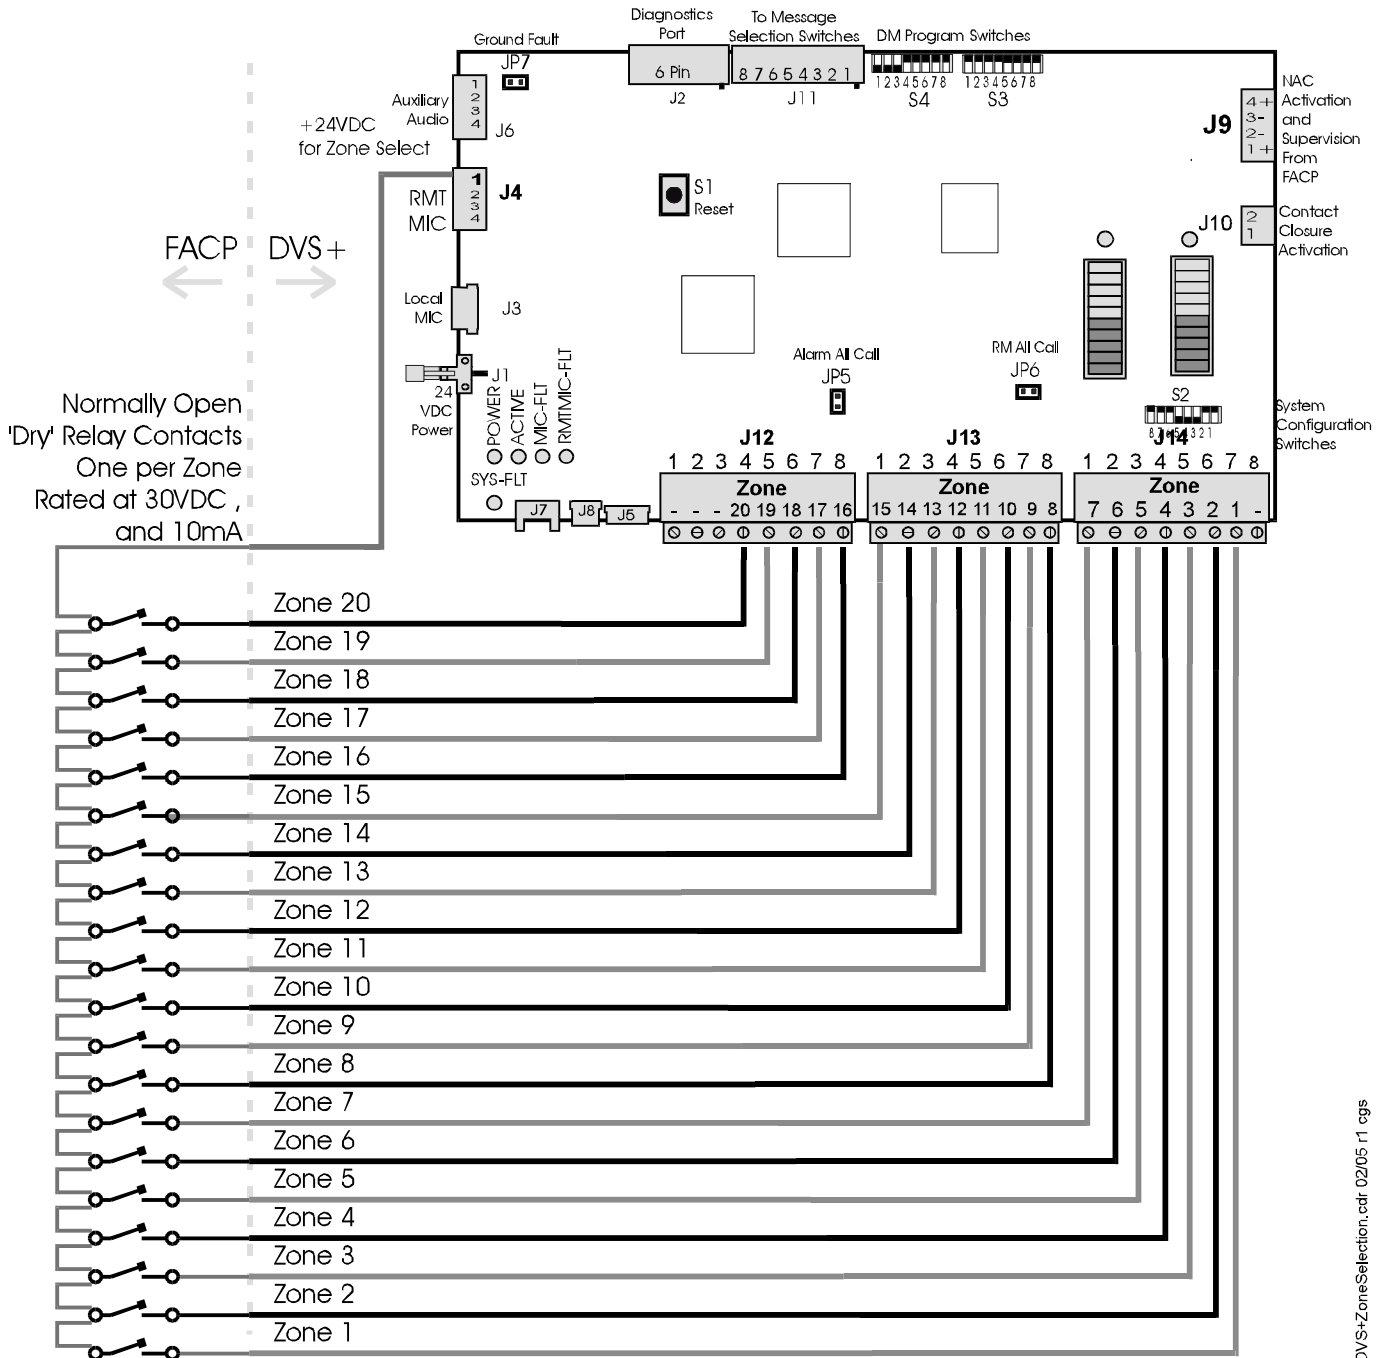 Diagnostics
Port
To Message
Selection Switches
DM Program Switches
Ground Fault
JP7
6 Pin
J2
8 7 6 5 4 3 2 1
J11
1 2 3 4 5 6 7 8
S4
1 2 3 4 5 6 7 8
S3
Auxiliary
Audio
1
2
3
4
J6
+24VDC
for Zone Select
RMT
MIC
1
2
3
4
J4
S1
Reset
J9
4 +
3 -
2 -
1 +
NAC
Activation
and
Supervision
From
FACP
J10
2
1
Contact
Closure
Activation
FACP
DVS+
Local
MIC
J3
J1
24
VDC
Power
POWER
ACTIVE
MIC-FLT
RMTMIC-FLT
SYS-FLT
J7
J8
J5
Alarm All Call
JP5
RM All Call
JP6
S2
8 7 6 5 4 3 2 1
System
Configuration
Switches
Normally Open
'Dry' Relay Contacts
One per Zone
Rated at 30VDC ,
and 10mA
J12
1 2 3 4 5 6 7 8
Zone
- - - 20 19 18 17 16
J13
1 2 3 4 5 6 7 8
Zone
15 14 13 12 11 10 9 8
J14
1 2 3 4 5 6 7 8
Zone
7 6 5 4 3 2 1 -
Zone 20
Zone 19
Zone 18
Zone 17
Zone 16
Zone 15
Zone 14
Zone 13
Zone 12
Zone 11
Zone 10
Zone 9
Zone 8
Zone 7
Zone 6
Zone 5
Zone 4
Zone 3
Zone 2
Zone 1
DVS+ZoneSelection.cdr 02/05 r1 cgs